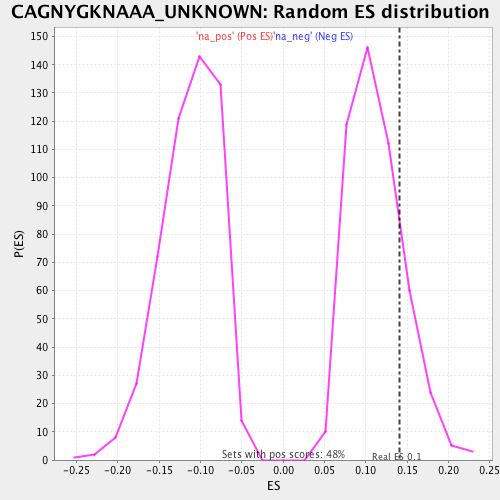 CAGNYGKNAAA_UNKNOWN: Random ES distribution
'na_pos' (Pos ES)'na_neg' (Neg ES)
P(ES)
150
140
130
120
110
100
90
80
70
60
50
40
30
20
10
0
Sets with pos scores: 48%
Real ES 0.1
-0.25 -0.20 -0.15 -0.10 -0.05 0.00 0.05 0.10 0.15 0.20 0.25
ES